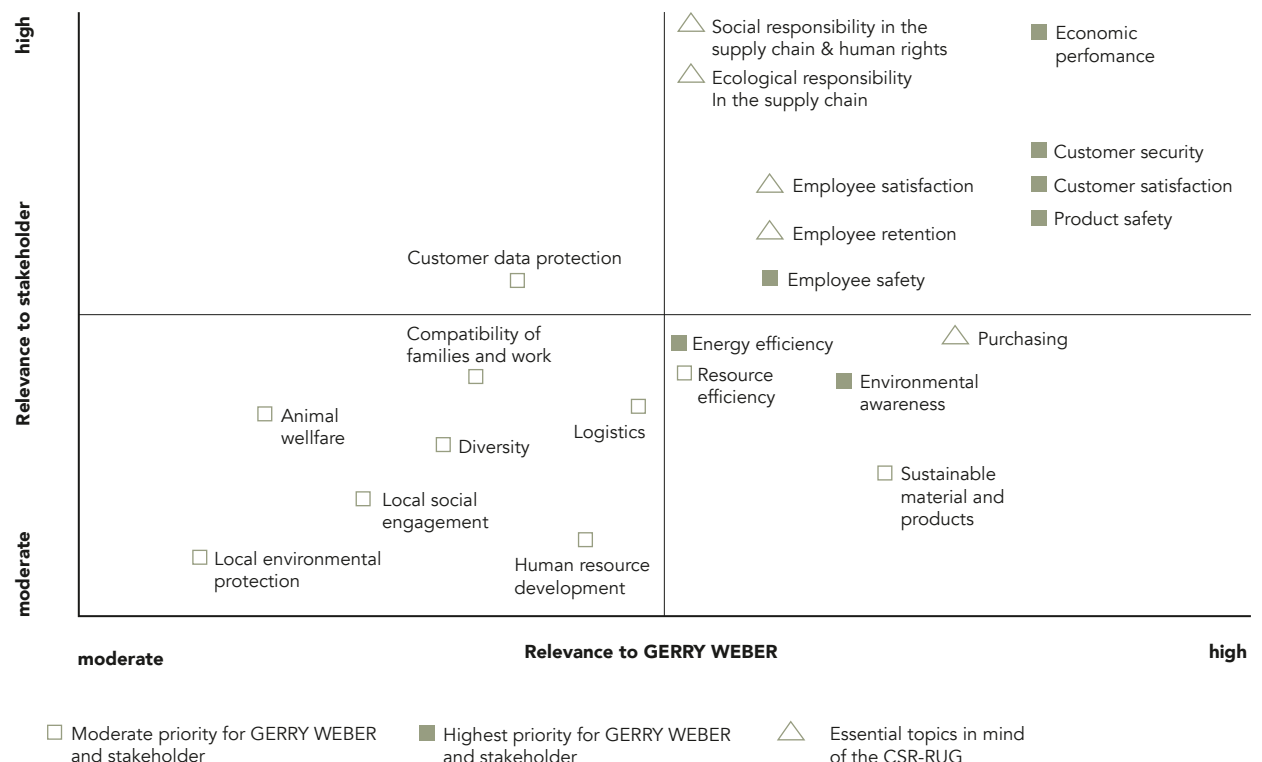 high
Relevance to stakeholder
moderate
Social responsibility in the
supply chain & human rights
Ecological responsibility
In the supply chain
Economic
perfomance
Customer security
Customer satisfaction
Product safety
Employee satisfaction
Employee retention
Employee safety
Customer data protection
Compatibility of
families and work
Animal
wellfare
Diversity
Logistics
Local social
engagement
Local environmental
protection
Human resource
development
Energy efficiency
Resource
efficiency
Purchasing
Environmental
awareness
Sustainable
material and
products
moderate
Relevance to GERRY WEBER
high
Moderate priority for GERRY WEBER
and stakeholder
Highest priority for GERRY WEBER
and stakeholder
Essential topics in mind
of the CSR-RUG